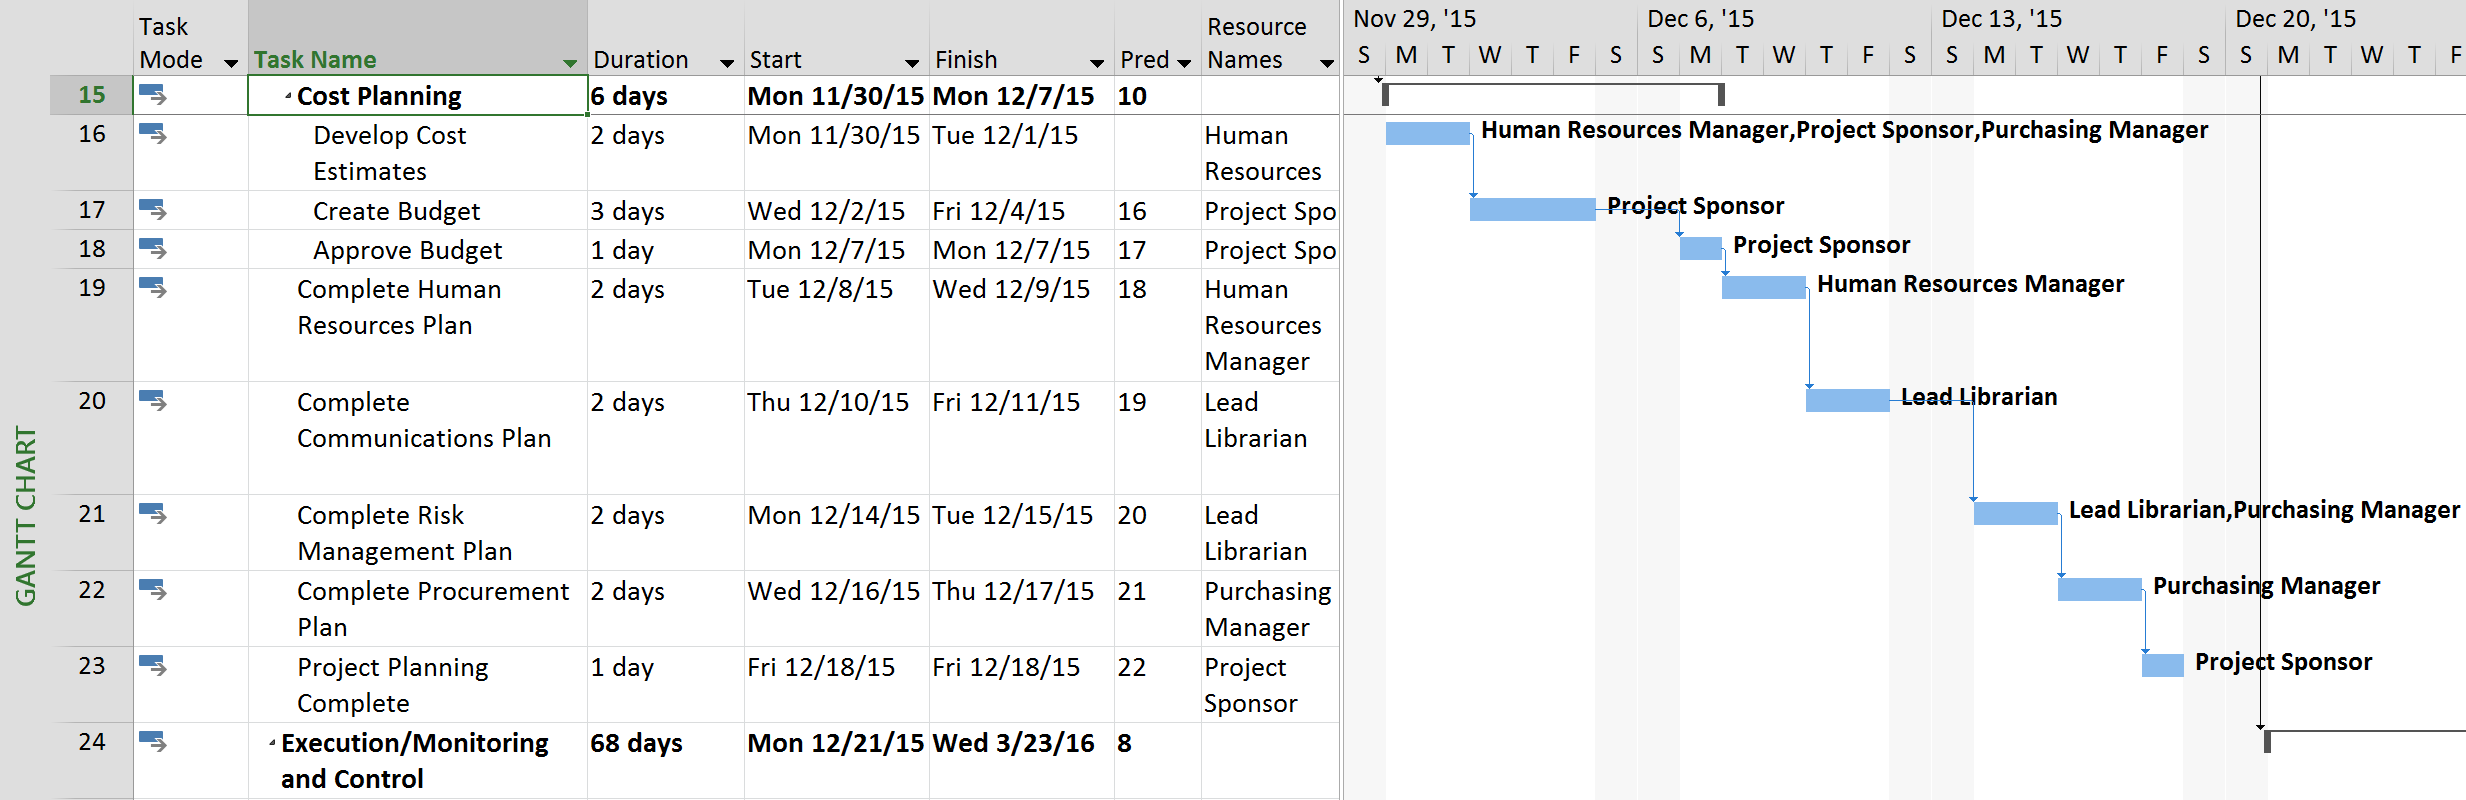 Task Mode Task Name Duration Start Finish Pred Resource Names
Nov 29, '15 Dec 6, '15 Dec 13, '15 Dec 20, '15
S M T W T F S S M T W T F S S M T W T F S S M T W T F
GANTT CHART
15 Cost Planning 6 days Mon 11/30/15 Mon 12/7/15 10
16 Develop Cost Estimates 2 days Mon 11/30/15 Tue 12/1/15 Human Resources
Human Resources Manager,Project Sponsor,Purchasing Manager
17 Create Budget 3 days Wed 12/2/15 Fri 12/4/15 16 Project Spo
Project Sponsor
18 Approve Budget 1 day Mon 12/7/15 Mon 12/7/15 17 Project Spo
Project Sponsor
19 Complete Human Resources Plan 2 days Tue 12/8/15 Wed 12/9/15 18 Human Resources Manager
Human Resources Manager
20 Complete Communications Plan 2 days Thu 12/10/15 Fri 12/11/15 19 Lead Librarian
Lead Librarian
21 Complete Risk Management Plan 2 days Mon 12/14/15 Tue 12/15/15 20 Lead Librarian
Lead Librarian,Purchasing Manager
22 Complete Procurement Plan 2 days Wed 12/16/15 Thu 12/17/15 21 Purchasing Manager
Purchasing Manager
23 Project Planning Complete 1 day Fri 12/18/15 Fri 12/18/15 22 Project Sponsor
Project Sponsor
24 Execution/Monitoring and Control 68 days Mon 12/21/15 Wed 3/23/16 8